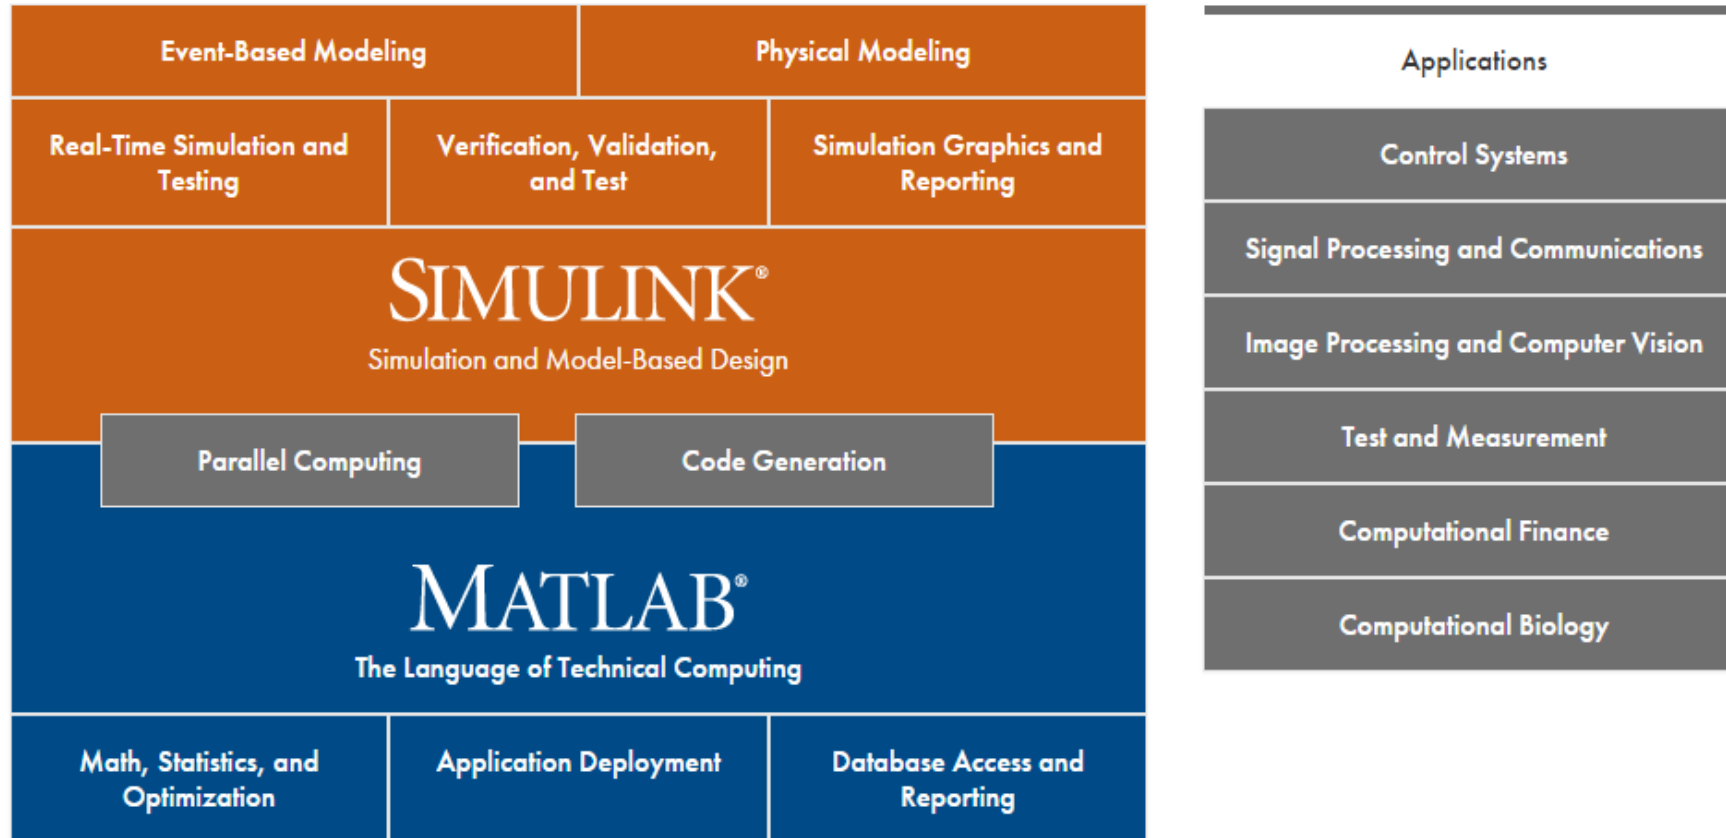 Event-Based Modeling
Physical Modeling
Real-Time Simulation and
Testing
Verification, Validation,
and Test
Simulation Graphics and
Reporting
SIMULINK®
Simulation and Model-Based Design
Parallel Computing
Code Generation
MATLAB®
The Language of Technical Computing
Math, Statistics, and
Optimization
Application Deployment
Database Access and
Reporting
Applications
Control Systems
Signal Processing and Communications
Image Processing and Computer Vision
Test and Measurement
Computational Finance
Computational Biology